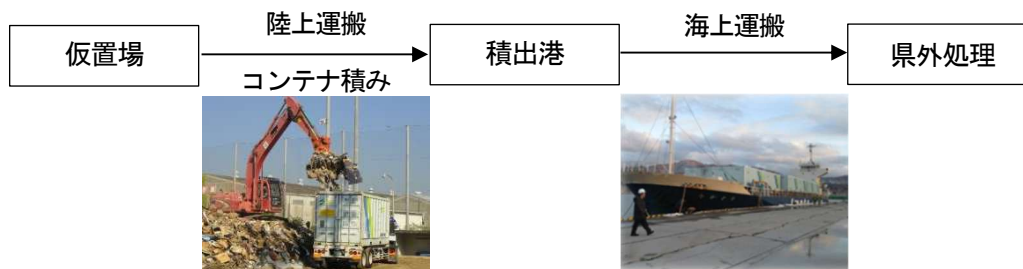 陸上運搬
海上運搬
仮置場
積出港
県外処理
コンテナ積み